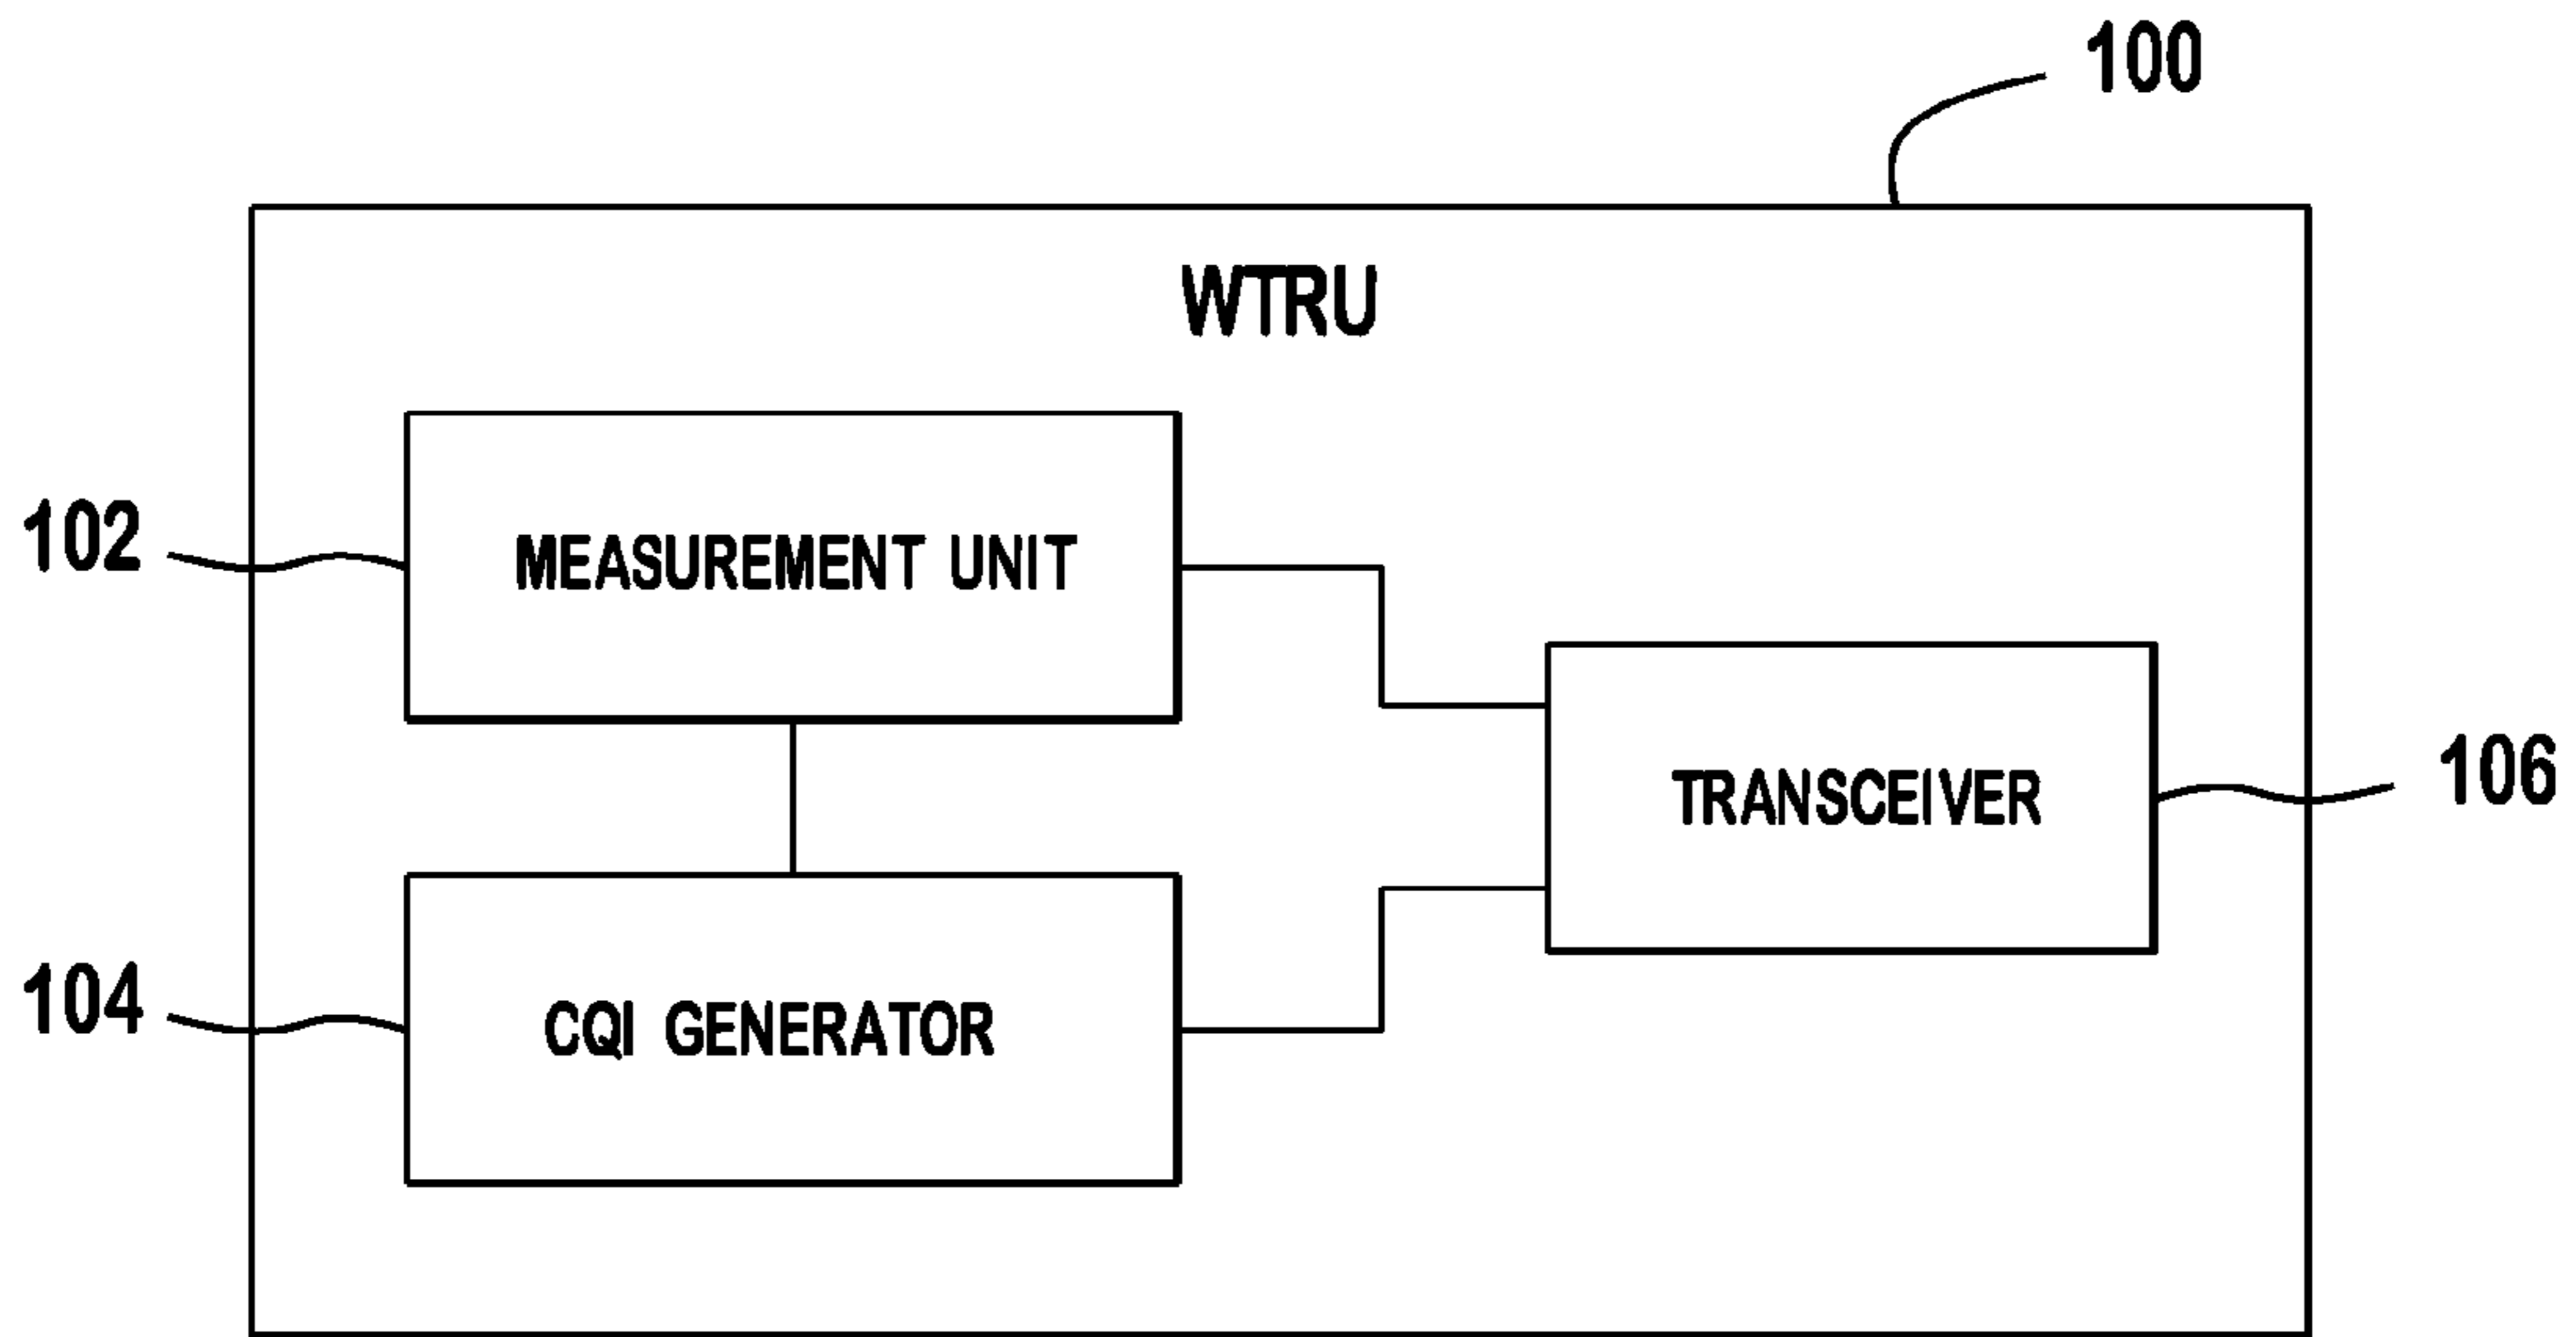 100
WTRU
102
MEASUREMENT UNIT
TRANSCEIVER
106
104
CQI GENERATOR